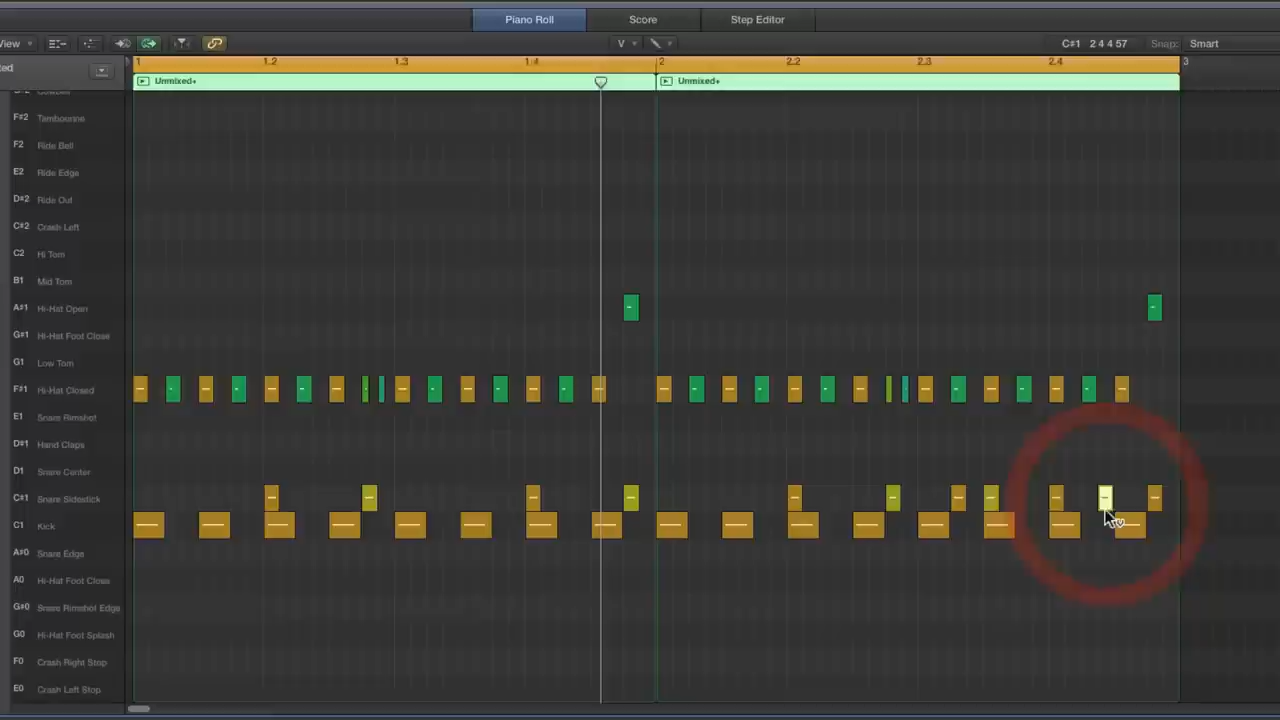 Piano Roll Score Step Editor
View V C#1 2 4 4 57 Snap: Smart
1 1.2 1.3 1.4 2 2.2 2.3 2.4 3
ted Unmixed+ Unmixed+
F#2 Tambourine
F2 Ride Bell
E2 Ride Edge
D#2 Ride Out
C#2 Crash Left
C2 Hi Tom
B1 Mid Tom
A#1 Hi-Hat Open
G#1 Hi-Hat Foot Close
G1 Low Tom
F#1 Hi-Hat Closed
E1 Snare Rimshot
D#1 Hand Claps
D1 Snare Center
C#1 Snare Sidestick
C1 Kick
A#0 Snare Edge
A0 Hi-Hat Foot Close
G#0 Snare Rimshot Edge
G0 Hi-Hat Foot Splash
F0 Crash Right Stop
E0 Crash Left Stop